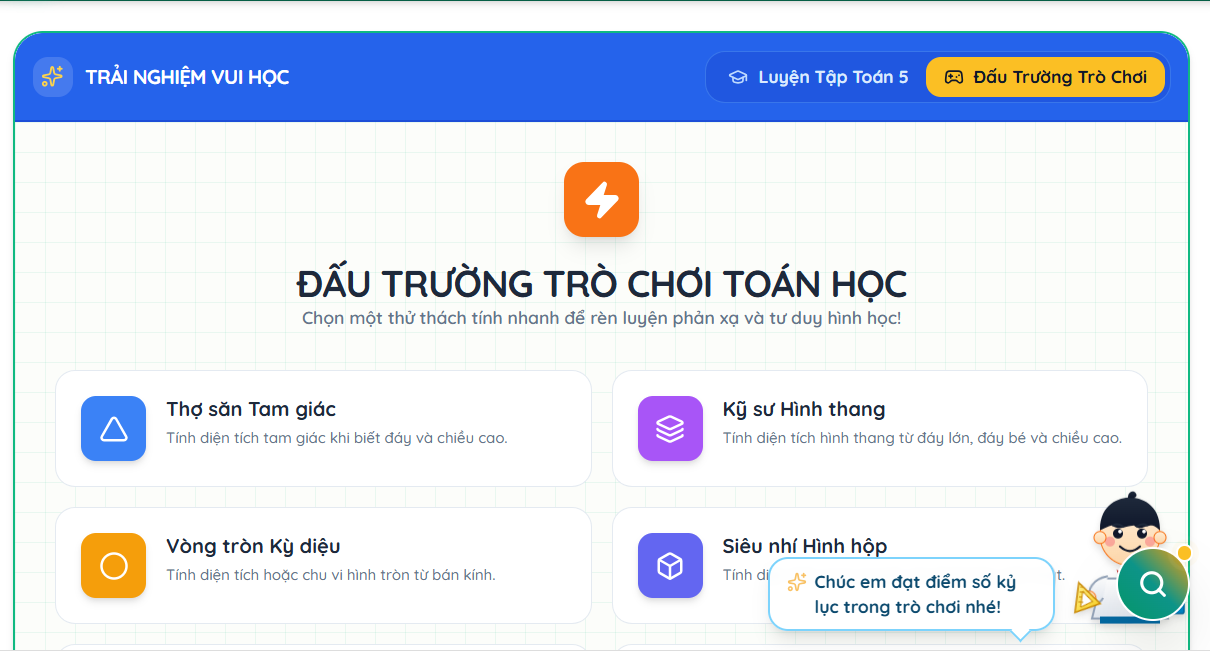 TRẢI NGHIỆM VUI HỌC
Luyện Tập Toán 5
Đấu Trường Trò Chơi
ĐẤU TRƯỜNG TRÒ CHƠI TOÁN HỌC
Chọn một thử thách tính nhanh để rèn luyện phản xạ và tư duy hình học!
Thợ săn Tam giác
Tính diện tích tam giác khi biết đáy và chiều cao.
Kỹ sư Hình thang
Tính diện tích hình thang từ đáy lớn, đáy bé và chiều cao.
Vòng tròn Kỳ diệu
Tính diện tích hoặc chu vi hình tròn từ bán kính.
Siêu nhí Hình hộp
Tính
Chúc em đạt điểm số kỷ
lục trong trò chơi nhé!